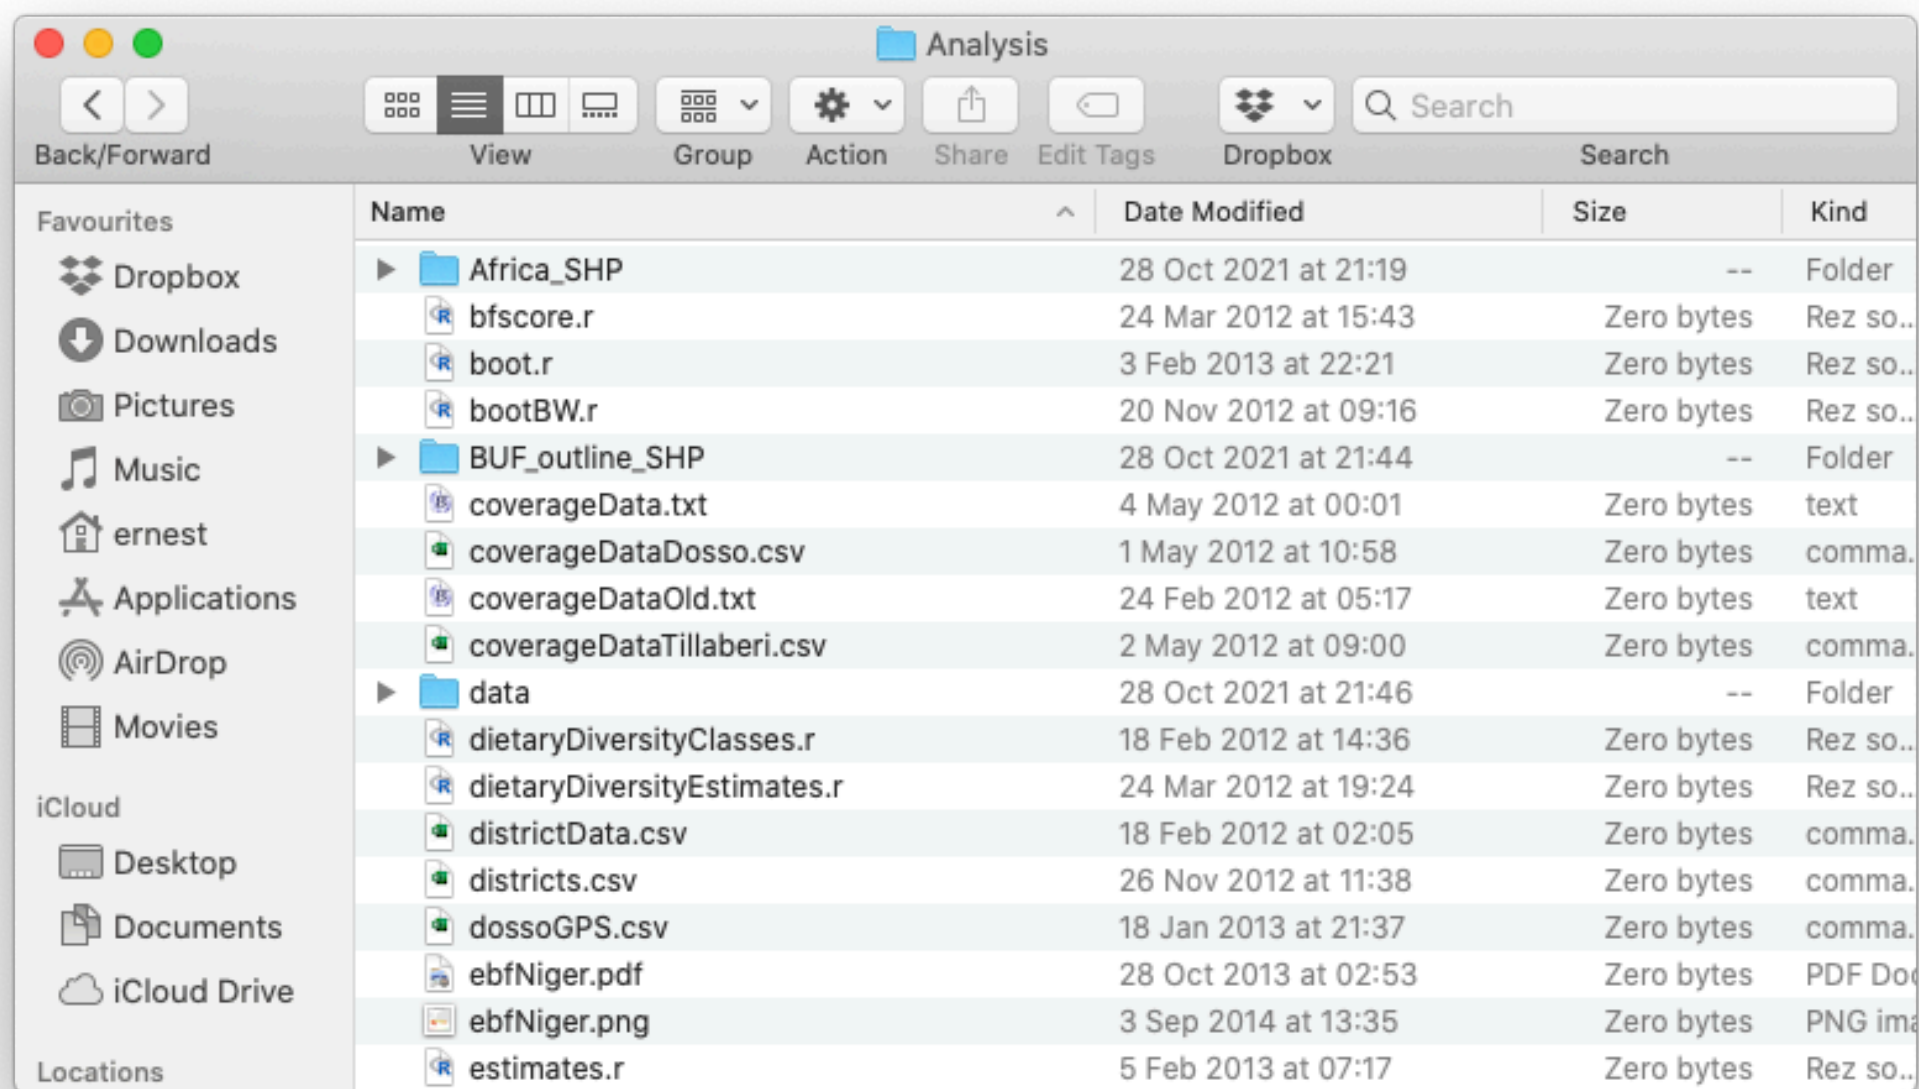 Analysis
Search
Back/Forward View Group Action Share Edit Tags Dropbox Search
Favourites
Dropbox
Downloads
Pictures
Music
ernest
Applications
AirDrop
Movies
iCloud
Desktop
Documents
iCloud Drive
Locations
Name Date Modified Size Kind
Africa_SHP 28 Oct 2021 at 21:19 -- Folder
bfscore.r 24 Mar 2012 at 15:43 Zero bytes Rez so...
boot.r 3 Feb 2013 at 22:21 Zero bytes Rez so...
bootBW.r 20 Nov 2012 at 09:16 Zero bytes Rez so...
BUF_outline_SHP 28 Oct 2021 at 21:44 -- Folder
coverageData.txt 4 May 2012 at 00:01 Zero bytes text
coverageDataDosso.csv 1 May 2012 at 10:58 Zero bytes comma.
coverageDataOld.txt 24 Feb 2012 at 05:17 Zero bytes text
coverageDataTillaberi.csv 2 May 2012 at 09:00 Zero bytes comma.
data 28 Oct 2021 at 21:46 -- Folder
dietaryDiversityClasses.r 18 Feb 2012 at 14:36 Zero bytes Rez so...
dietaryDiversityEstimates.r 24 Mar 2012 at 19:24 Zero bytes Rez so...
districtData.csv 18 Feb 2012 at 02:05 Zero bytes comma.
districts.csv 26 Nov 2012 at 11:38 Zero bytes comma.
dossoGPS.csv 18 Jan 2013 at 21:37 Zero bytes comma.
ebfNiger.pdf 28 Oct 2013 at 02:53 Zero bytes PDF Doc
ebfNiger.png 3 Sep 2014 at 13:35 Zero bytes PNG ima
estimates.r 5 Feb 2013 at 07:17 Zero bytes Rez so...